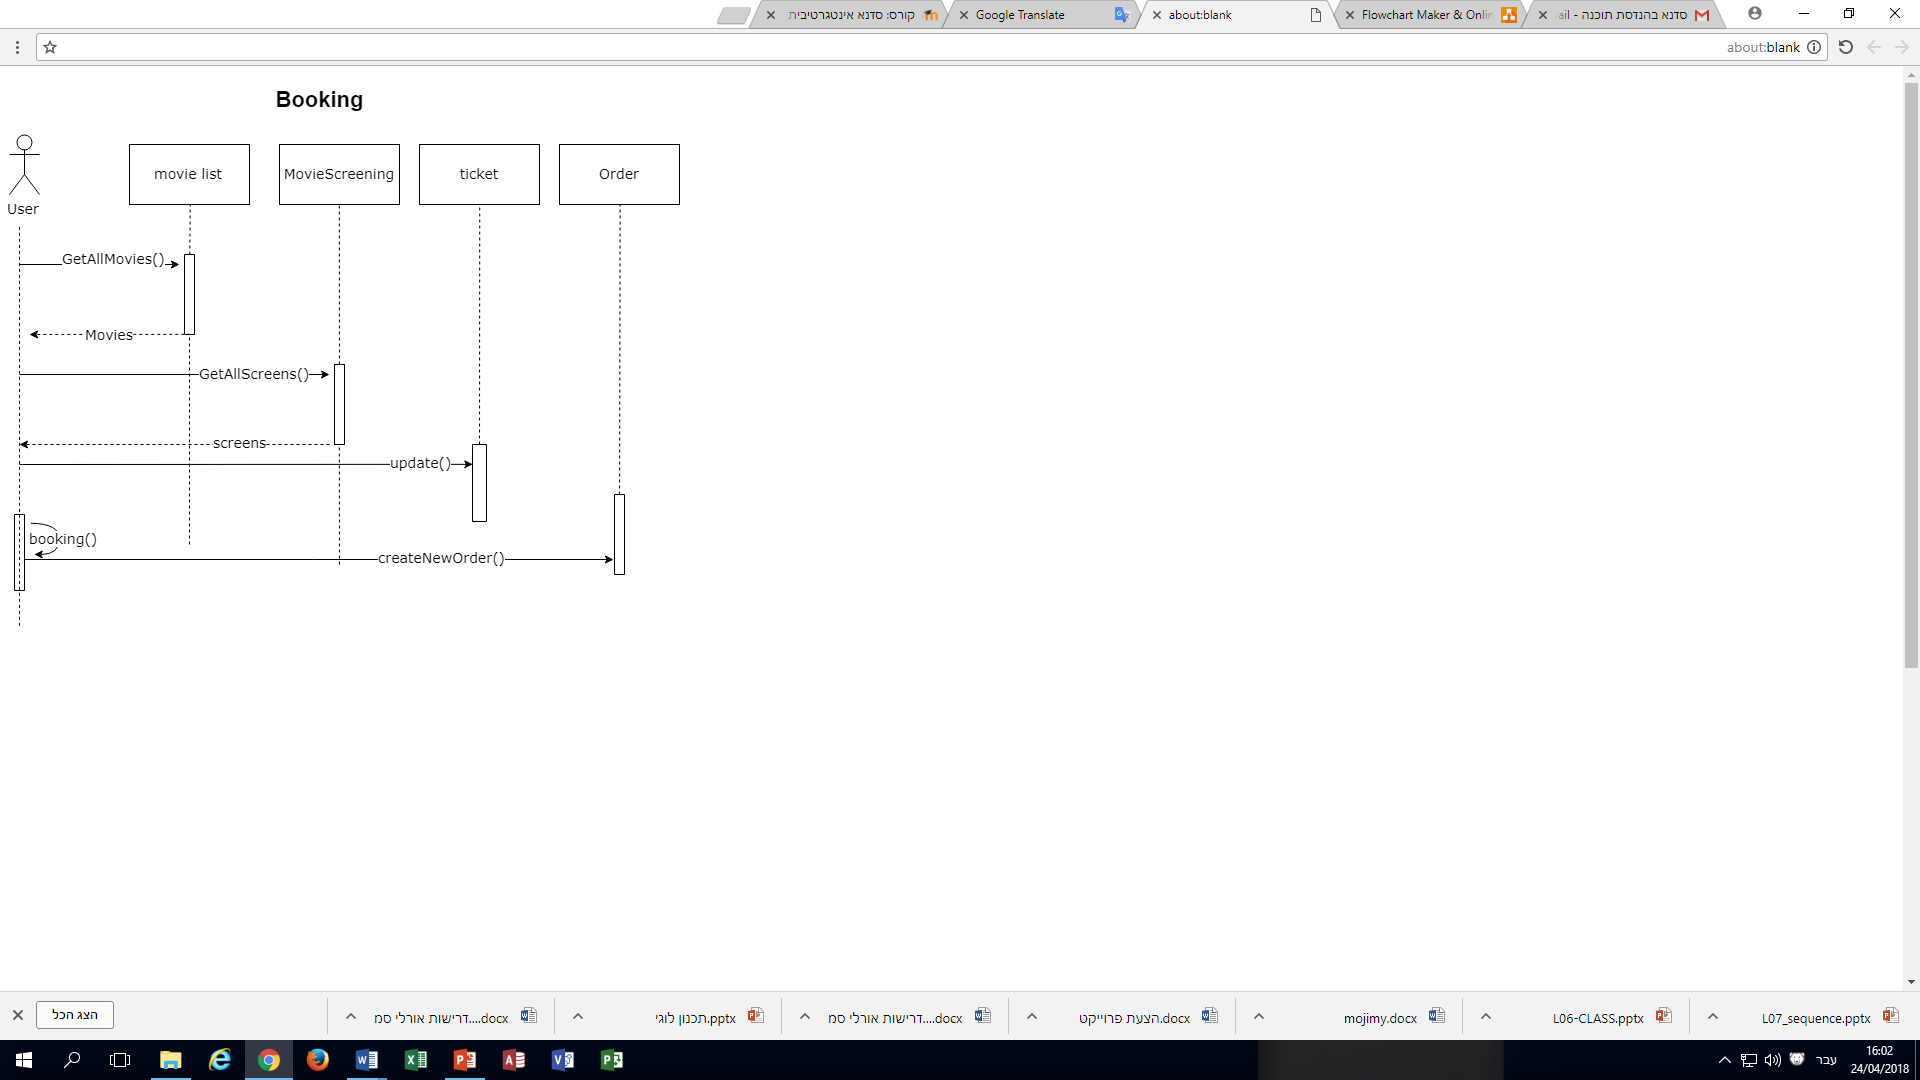 קורס: סדנא אינטגרטיבית
Google Translate
about:blank
Flowchart Maker & Onlin
סדנא בהנדסת תוכנה - ail
about:blank
Booking
User
movie list
MovieScreening
ticket
Order
GetAllMovies()
Movies
GetAllScreens()
screens
update()
booking()
createNewOrder()
הצג הכל
דרישות אורלי סמ....docx
תכנון לוגי.pptx
דרישות אורלי סמ....docx
הצעת פרוייקט.docx
mojimy.docx
L06-CLASS.pptx
L07_sequence.pptx
עבר
16:02
24/04/2018